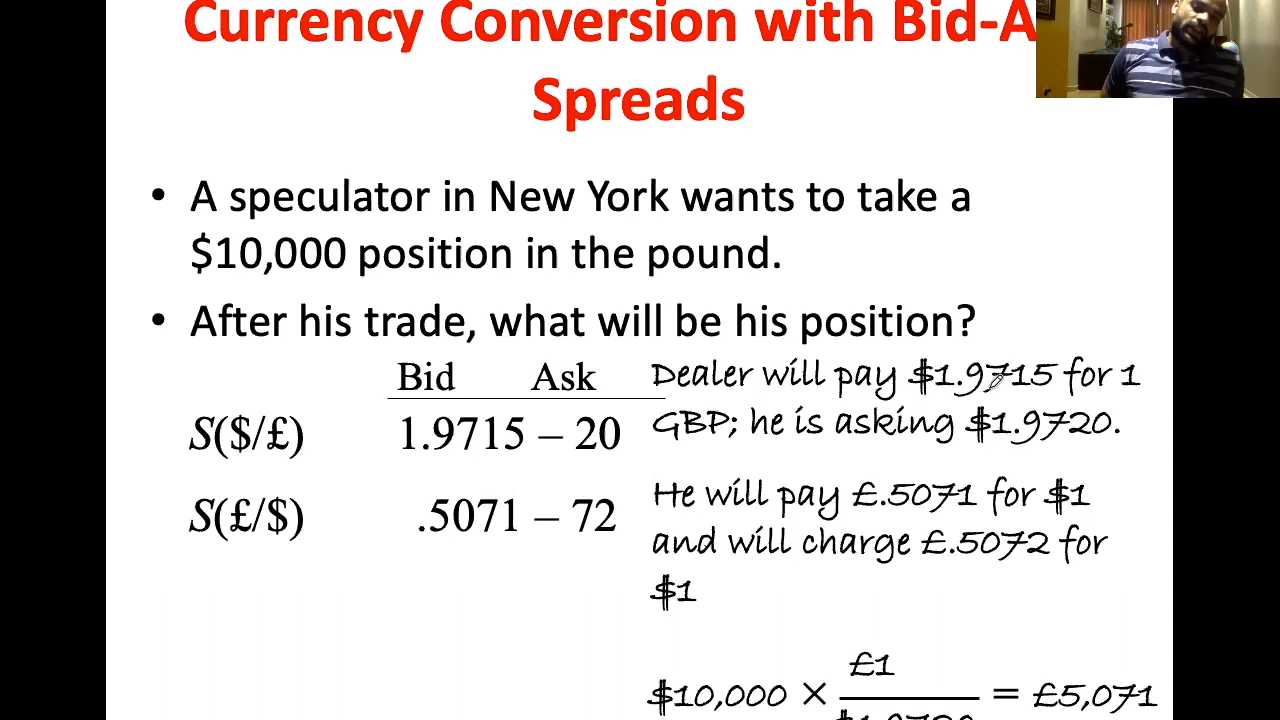 Currency Conversion with Bid-A
Spreads
• A speculator in New York wants to take a
$10,000 position in the pound.
• After his trade, what will be his position?
Bid Ask
S($/£) 1.9715 – 20
S(£/$) .5071 – 72
Dealer will pay $1.9715 for 1
GBP; he is asking $1.9720.
He will pay £.5071 for $1
and will charge £.5072 for
$1
£1
$10,000 × = £5,071
$1.9720